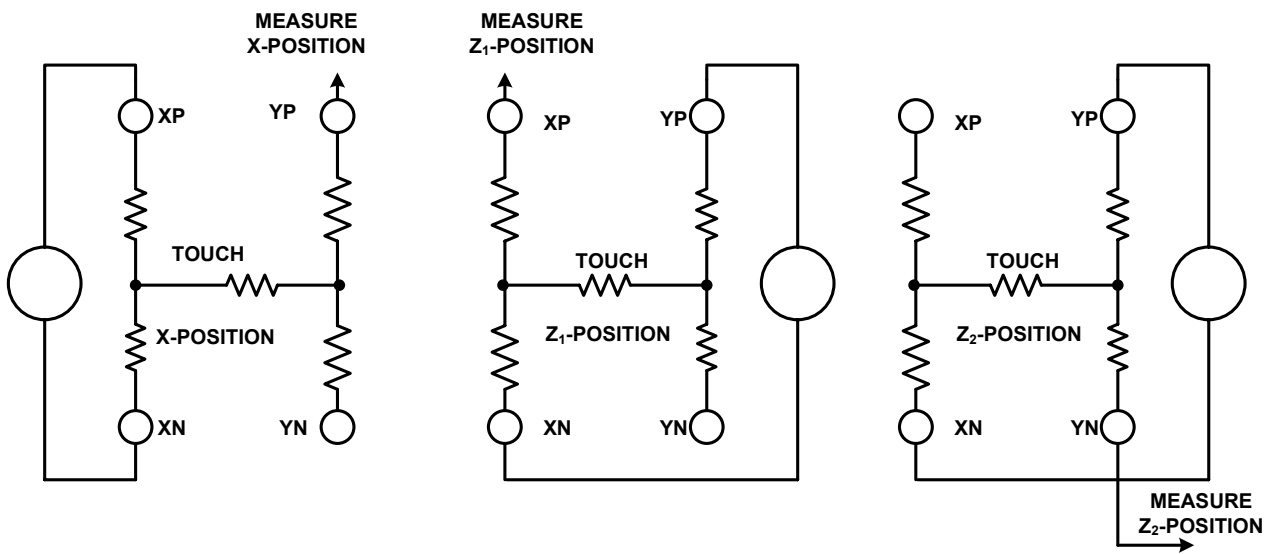 MEASURE
X-POSITION
XP
YP
TOUCH
X-POSITION
XN
YN
MEASURE
Z₁-POSITION
XP
YP
TOUCH
Z₁-POSITION
XN
YN
XP
YP
TOUCH
Z₂-POSITION
XN
YN
MEASURE
Z₂-POSITION